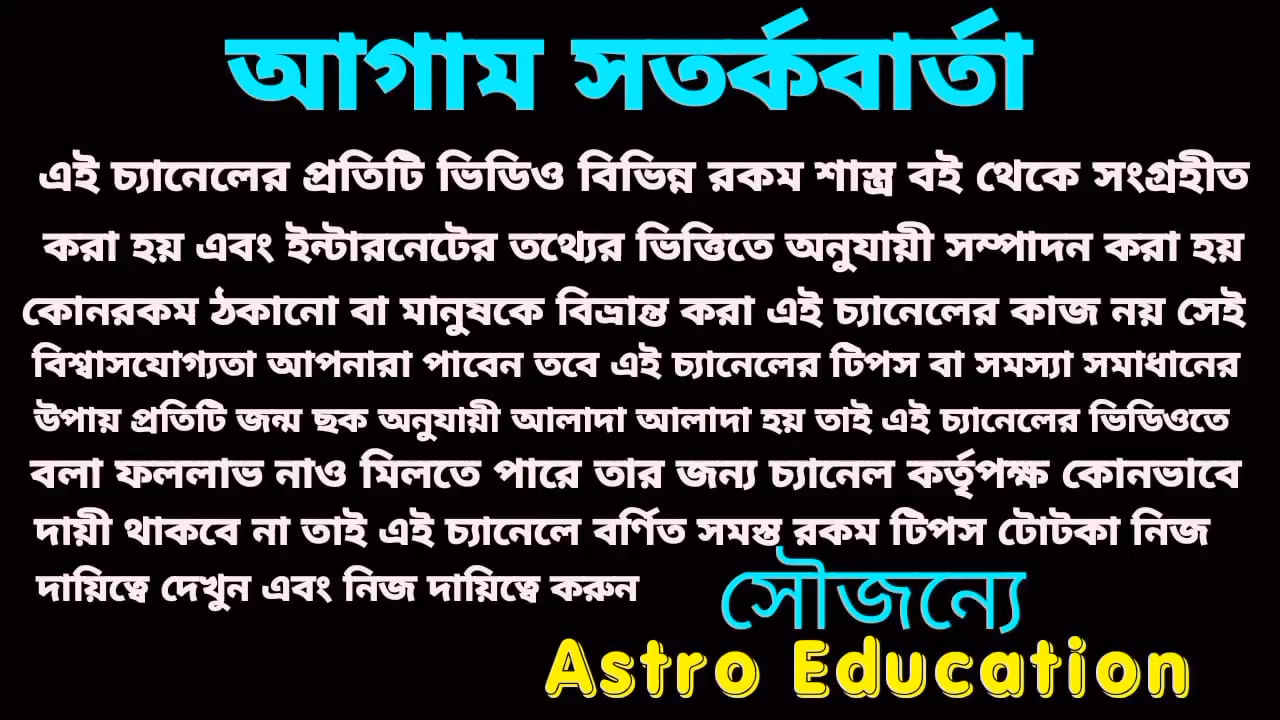 আগাম সতর্কবার্তা
এই চ্যানেলের প্রতিটি ভিডিও বিভিন্ন রকম শাস্ত্র বই থেকে সংগ্রহীত
করা হয় এবং ইন্টারনেটের তথ্যের ভিত্তিতে অনুযায়ী সম্পাদন করা হয়
কোনরকম ঠকানো বা মানুষকে বিভ্রান্ত করা এই চ্যানেলের কাজ নয় সেই
বিশ্বাসযোগ্যতা আপনারা পাবেন তবে এই চ্যানেলের টিপস বা সমস্যা সমাধানের
উপায় প্রতিটি জন্ম ছক অনুযায়ী আলাদা আলাদা হয় তাই এই চ্যানেলের ভিডিওতে
বলা ফললাভ নাও মিলতে পারে তার জন্য চ্যানেল কর্তৃপক্ষ কোনভাবে
দায়ী থাকবে না তাই এই চ্যানেলে বর্ণিত সমস্ত রকম টিপস টোটকা নিজ
দায়িত্বে দেখুন এবং নিজ দায়িত্বে করুন
সৌজন্যে
Astro Education